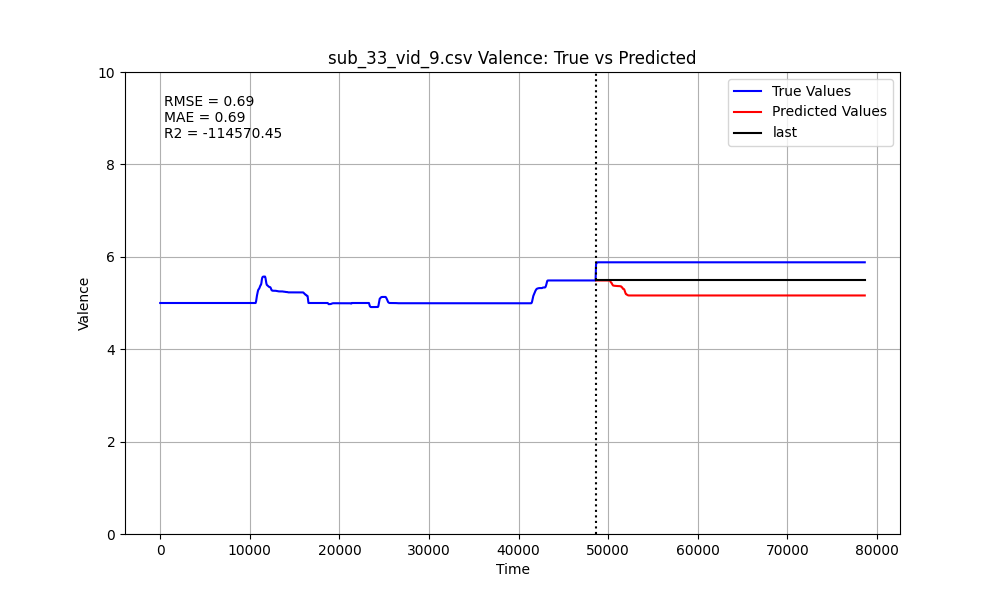 sub_33_vid_9.csv Valence: True vs Predicted
RMSE = 0.69
MAE = 0.69
R2 = -114570.45
True Values
Predicted Values
last
Valence
10
8
6
4
2
0
0
10000
20000
30000
40000
50000
60000
70000
80000
Time